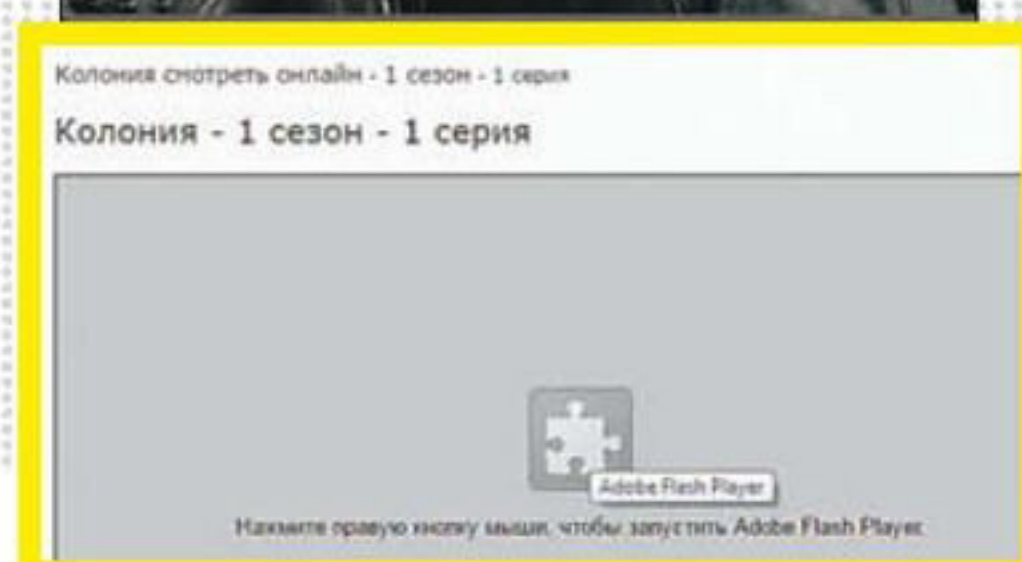 Колония смотреть онлайн - 1 сезон - 1 серия
Колония - 1 сезон - 1 серия
Adobe Flash Player
Нажмите правую кнопку мыши, чтобы запустить Adobe Flash Player.